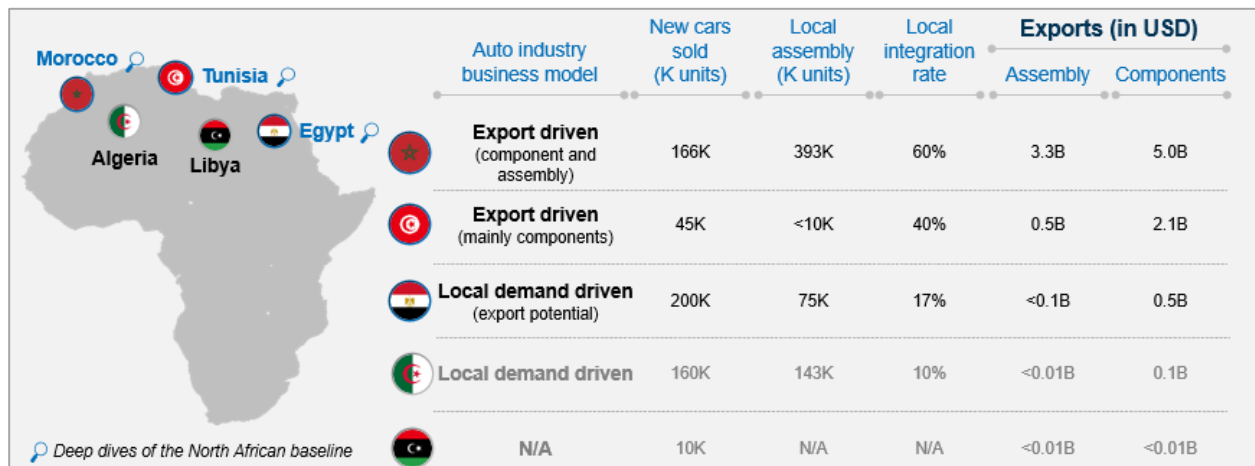 Morocco
Tunisia
Egypt
Algeria
Libya
Deep dives of the North African baseline
Auto industry
business model
New cars
sold
(K units)
Local
assembly
(K units)
Local
integration
rate
Exports (in USD)
Assembly
Components
Export driven
(component and
assembly)
166K
393K
60%
3.3B
5.0B
Export driven
(mainly components)
45K
<10K
40%
0.5B
2.1B
Local demand driven
(export potential)
200K
75K
17%
<0.1B
0.5B
Local demand driven
160K
143K
10%
<0.01B
0.1B
N/A
10K
N/A
N/A
<0.01B
<0.01B